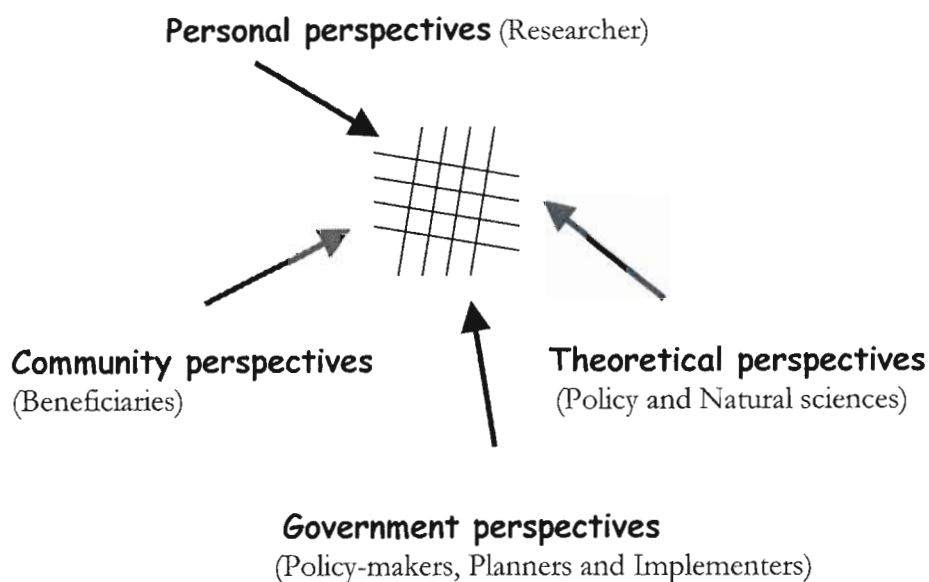 Personal perspectives (Researcher)
Community perspectives
(Beneficiaries)
Theoretical perspectives
(Policy and Natural sciences)
Government perspectives
(Policy-makers, Planners and Implementers)